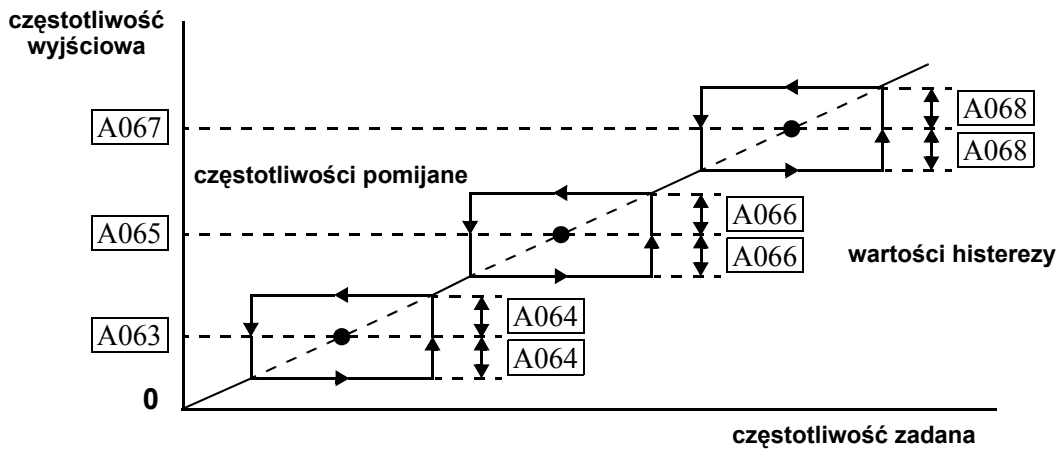 częstotliwość
wyjściowa
A067
A068
A068
częstotliwości pomijane
A065
A066
A066
wartości histerezy
A063
A064
A064
0
częstotliwość zadana